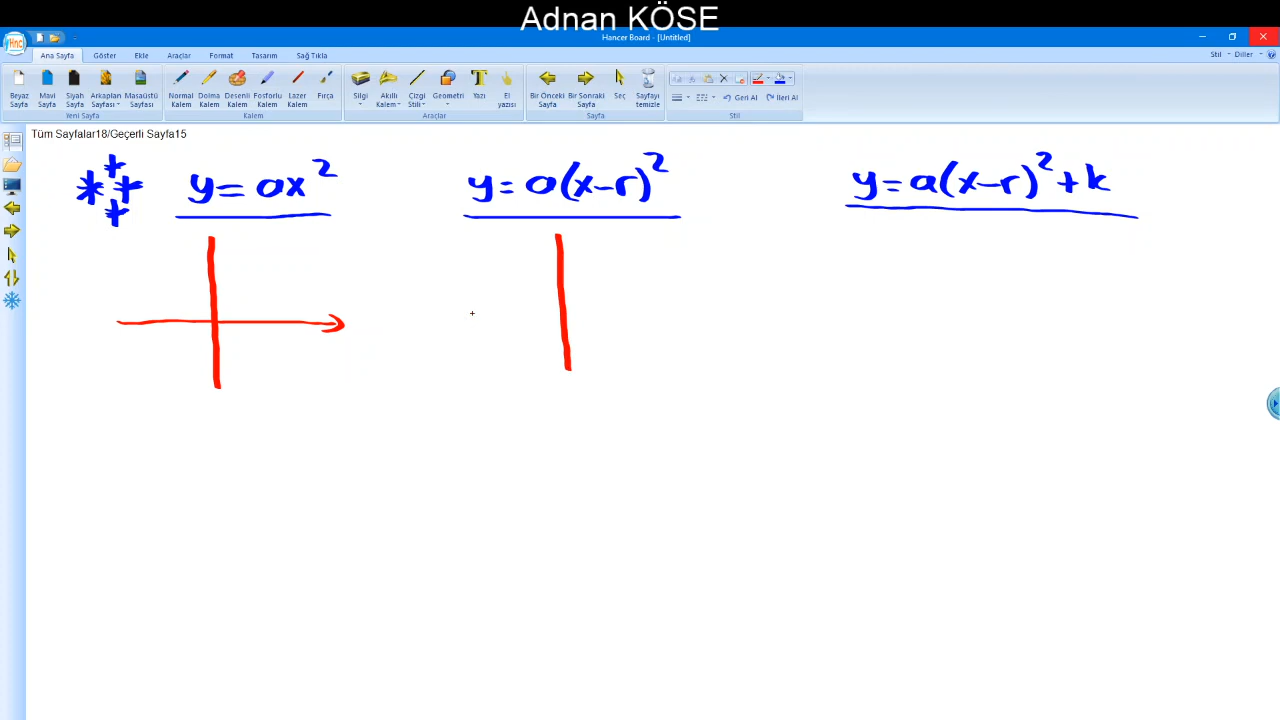 Adnan KÖSE
Hancer Board - [Untitled]
Hnc
Ana Sayfa Göster Ekle Araçlar Format Tasarım Sağ Tıkla
Stil Diller
Beyaz Sayfa
Mavi Sayfa
Siyah Sayfa
Arkaplan Sayfası
Masaüstü Sayfası
Normal Kalem
Dolma Kalem
Desenli Kalem
Fosforlu Kalem
Lazer Kalem
Fırça
Silgi
Akıllı Kalem
Çizgi Stili
Geometri
Yazı
El yazısı
Bir Önceki Sayfa
Bir Sonraki Sayfa
Seç
Sayfayı temizle
Geri Al
İleri Al
Yeni Sayfa Kalem Araçlar Sayfa Stil
Tüm Sayfalar18/Geçerli Sayfa15
y=ax² y=a(x-r)² y=a(x-r)²+k